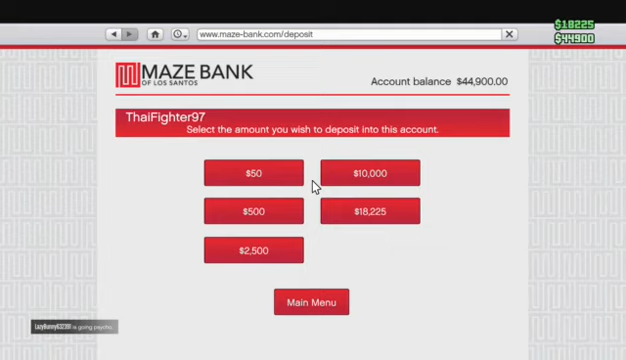 $18225
$44900
www.maze-bank.com/deposit
MAZE BANK
OF LOS SANTOS
Account balance $44,900.00
ThaiFighter97
Select the amount you wish to deposit into this account.
$50
$10,000
$500
$18,225
$2,500
Main Menu
is going psycho.